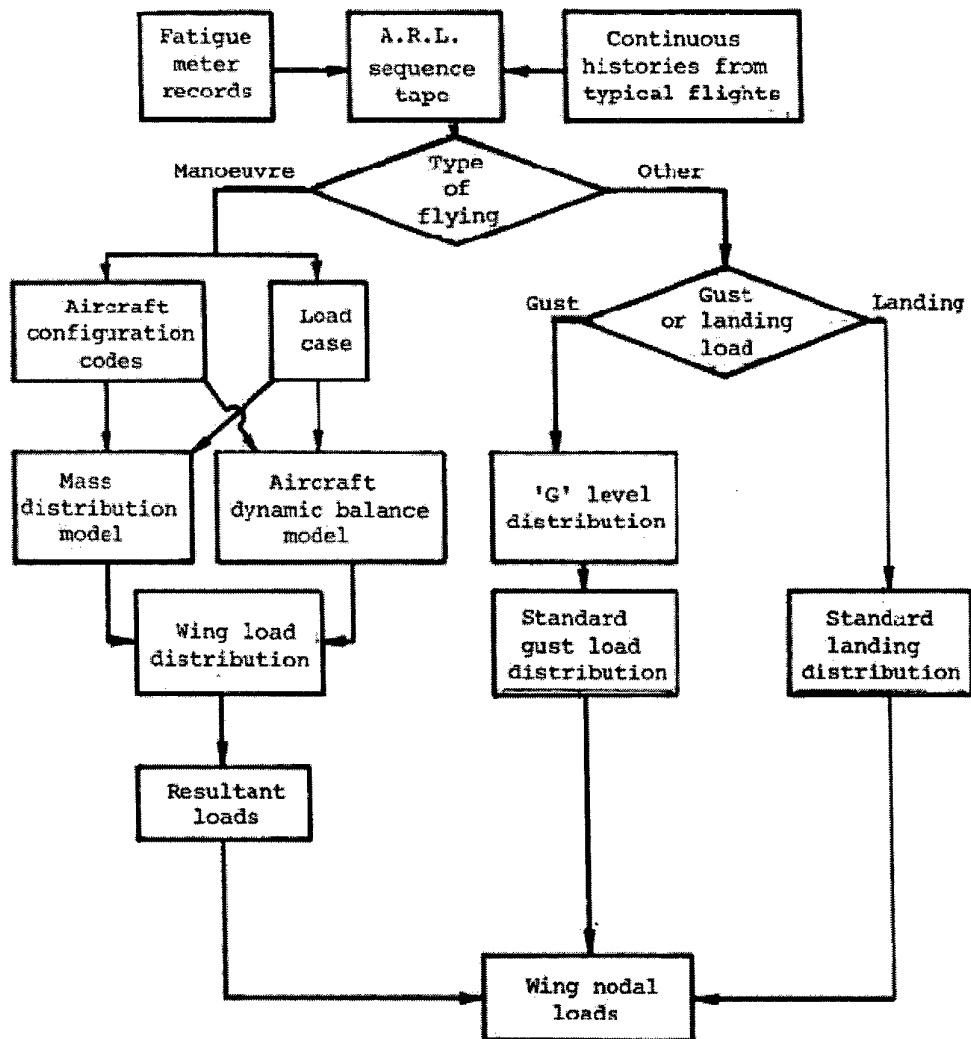 Fatigue
meter
records
A.R.L.
sequence
tape
Continuous
histories from
typical flights
Manoeuvre
Type
of
flying
Other
Aircraft
configuration
codes
Load
case
Gust
Gust
or landing
load
Landing
Mass
distribution
model
Aircraft
dynamic balance
model
'G' level
distribution
Wing load
distribution
Standard
gust load
distribution
Standard
landing
distribution
Resultant
loads
Wing nodal
loads